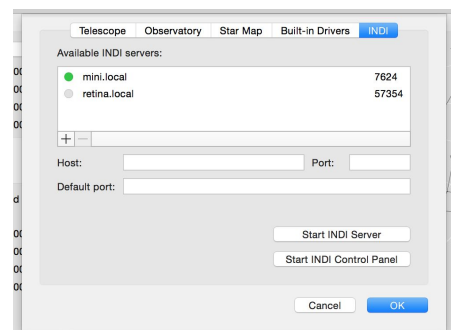 Telescope Observatory Star Map Built-in Drivers INDI
Available INDI servers:
mini.local 7624
retina.local 57354
+ −
Host: Port:
Default port:
Start INDI Server
Start INDI Control Panel
Cancel OK